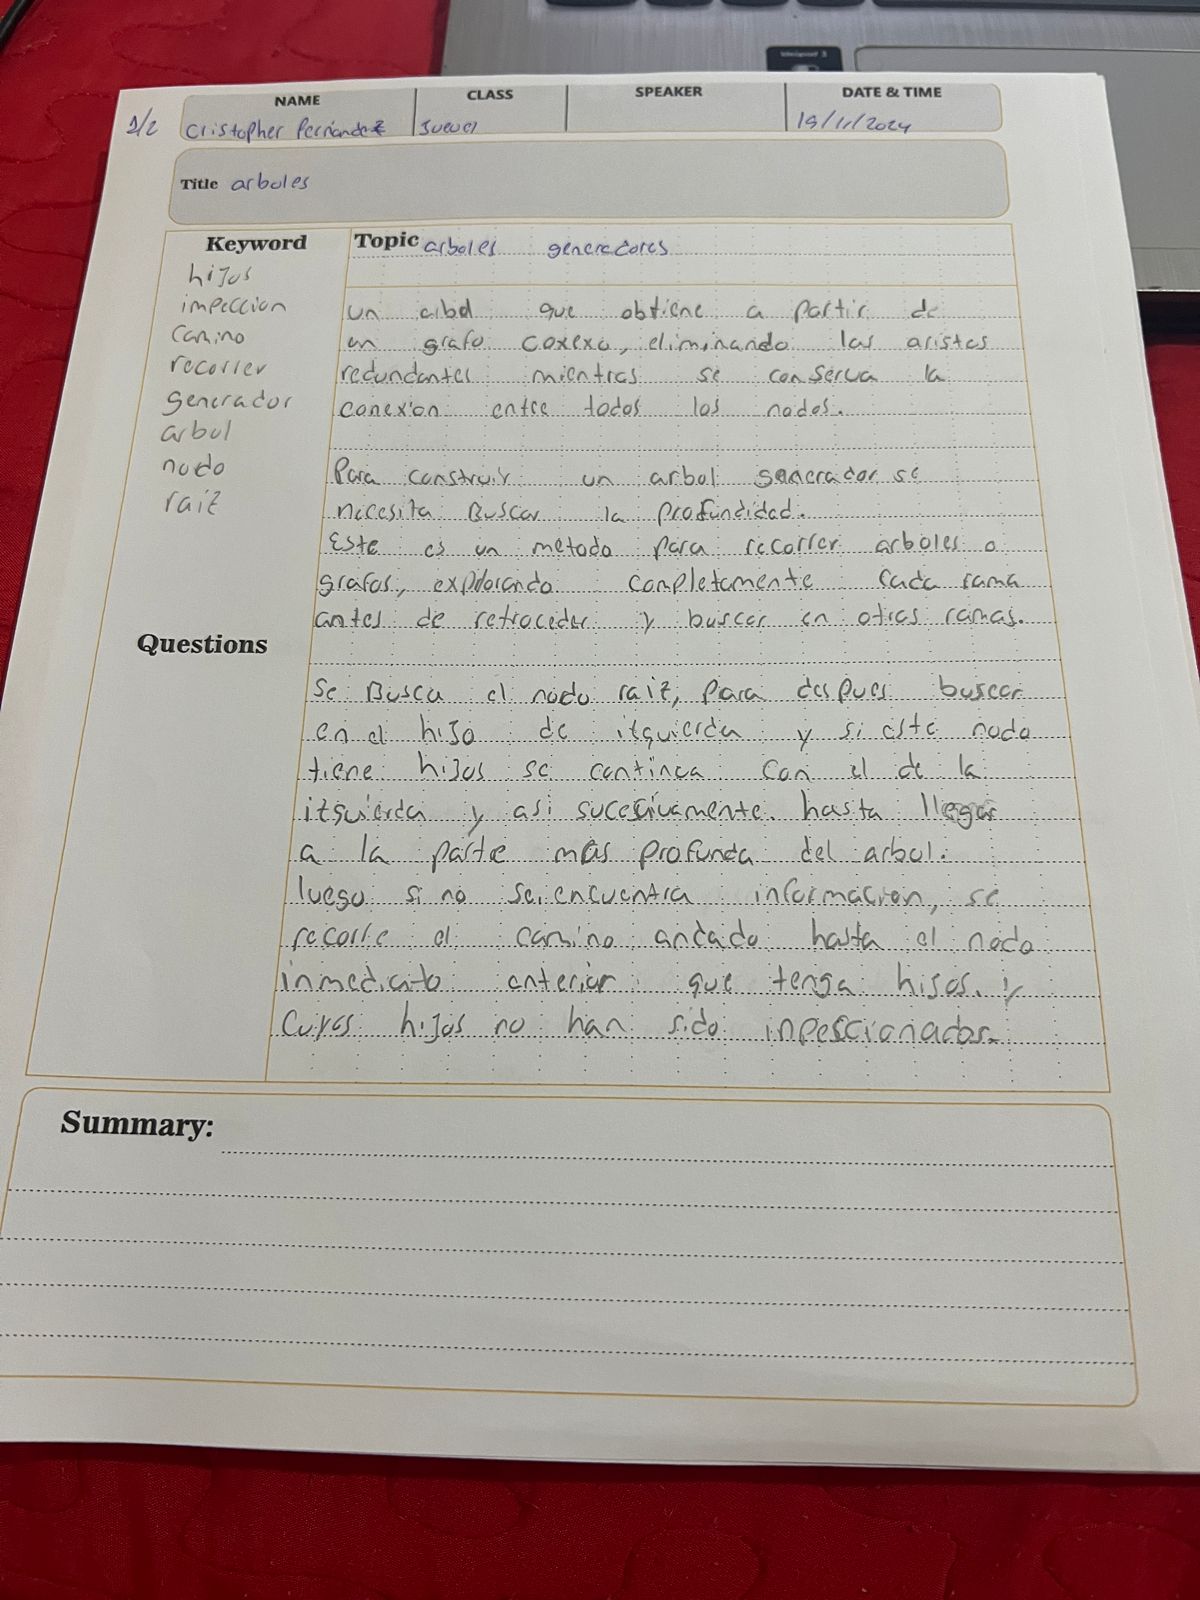 NAME CLASS SPEAKER DATE & TIME
1/2 Cristopher Fernandez Jueves 19/11/2024
Title arboles
Keyword
hijos
impeccion
Camino
recorrer
Generador
arbol
nodo
raiz
Questions
Topic arboles generadores
un arbol que obtiene a partir de
un grafo coxexo, eliminando las aristas
redundantes mientras se conserva la
conexion entre todos los nodos.
Para construir un arbol generador se
necesita Buscar la profundidad.
Este es un metodo para recorrer arboles o
grafos, explorando completamente cada rama
antes de retroceder y buscar en otras ramas.
Se Busca el nodo raiz, para despues buscar
en el hijo de izquierda y si este nodo
tiene hijos se continua con el de la
izquierda y asi sucesivamente. hasta llegar
a la parte mas profunda del arbol.
luego si no se encuentra informacion, se
recorre el camino andado hasta el nodo
inmediato anterior que tenga hijos. y
cuyos hijos no han sido inpeccionados.
Summary: